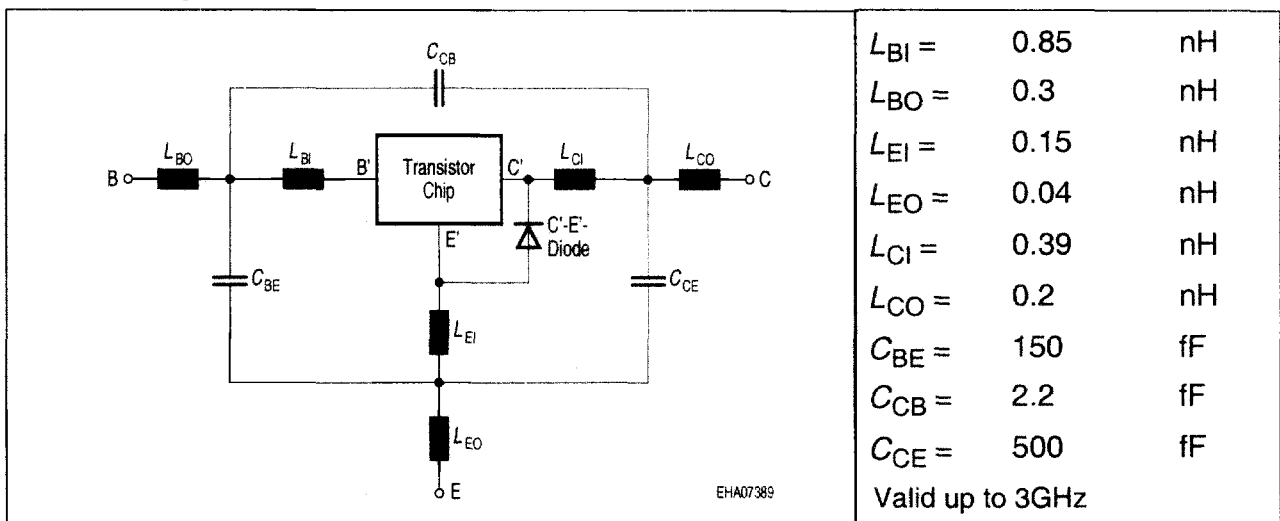 C_CB
L_BO
L_BI
B'
Transistor
Chip
C'
L_CI
L_CO
B
C
E'
C'-E'-
Diode
C_BE
C_CE
L_EI
L_EO
E
EHA07389
L_BI = 0.85 nH
L_BO = 0.3 nH
L_EI = 0.15 nH
L_EO = 0.04 nH
L_CI = 0.39 nH
L_CO = 0.2 nH
C_BE = 150 fF
C_CB = 2.2 fF
C_CE = 500 fF
Valid up to 3GHz